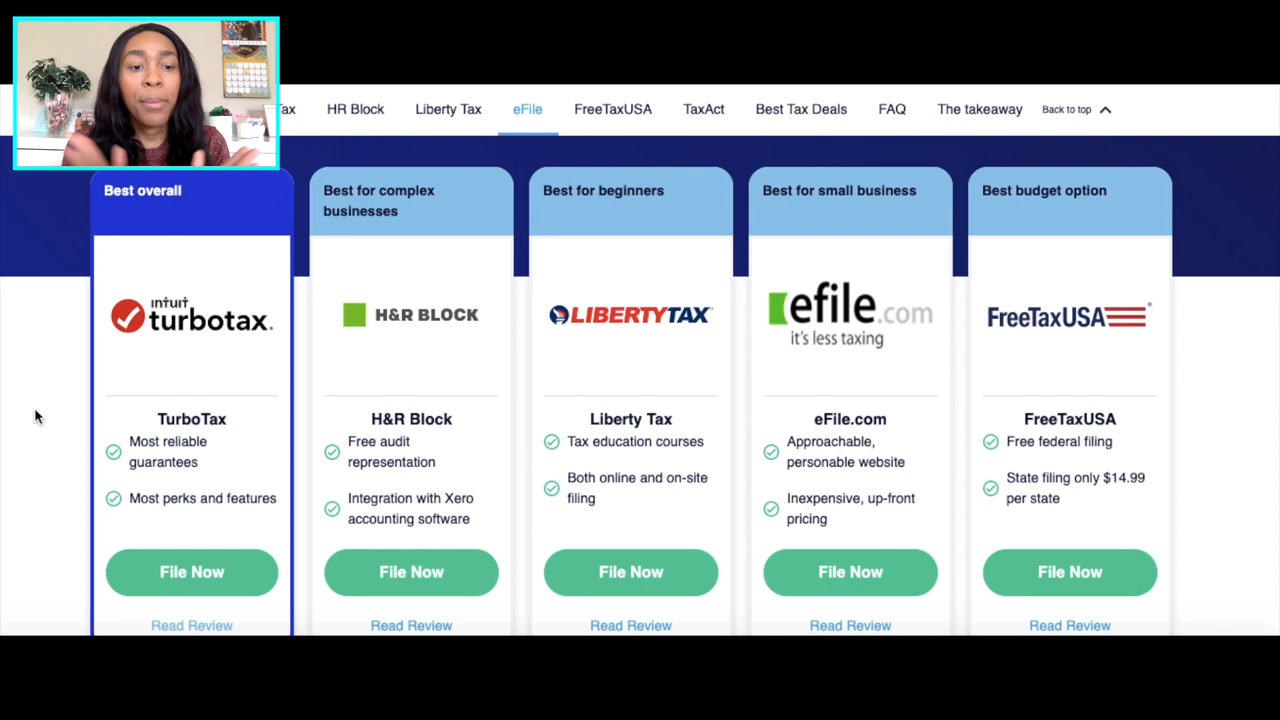 Tax
HR Block
Liberty Tax
eFile
FreeTaxUSA
TaxAct
Best Tax Deals
FAQ
The takeaway
Back to top
Best overall
intuit
turbotax.
TurboTax
Most reliable
guarantees
Most perks and features
File Now
Read Review
Best for complex
businesses
H&R BLOCK
H&R Block
Free audit
representation
Integration with Xero
accounting software
File Now
Read Review
Best for beginners
LIBERTYTAX
Liberty Tax
Tax education courses
Both online and on-site
filing
File Now
Read Review
Best for small business
efile.com
it's less taxing
eFile.com
Approachable,
personable website
Inexpensive, up-front
pricing
File Now
Read Review
Best budget option
FreeTaxUSA
FreeTaxUSA
Free federal filing
State filing only $14.99
per state
File Now
Read Review